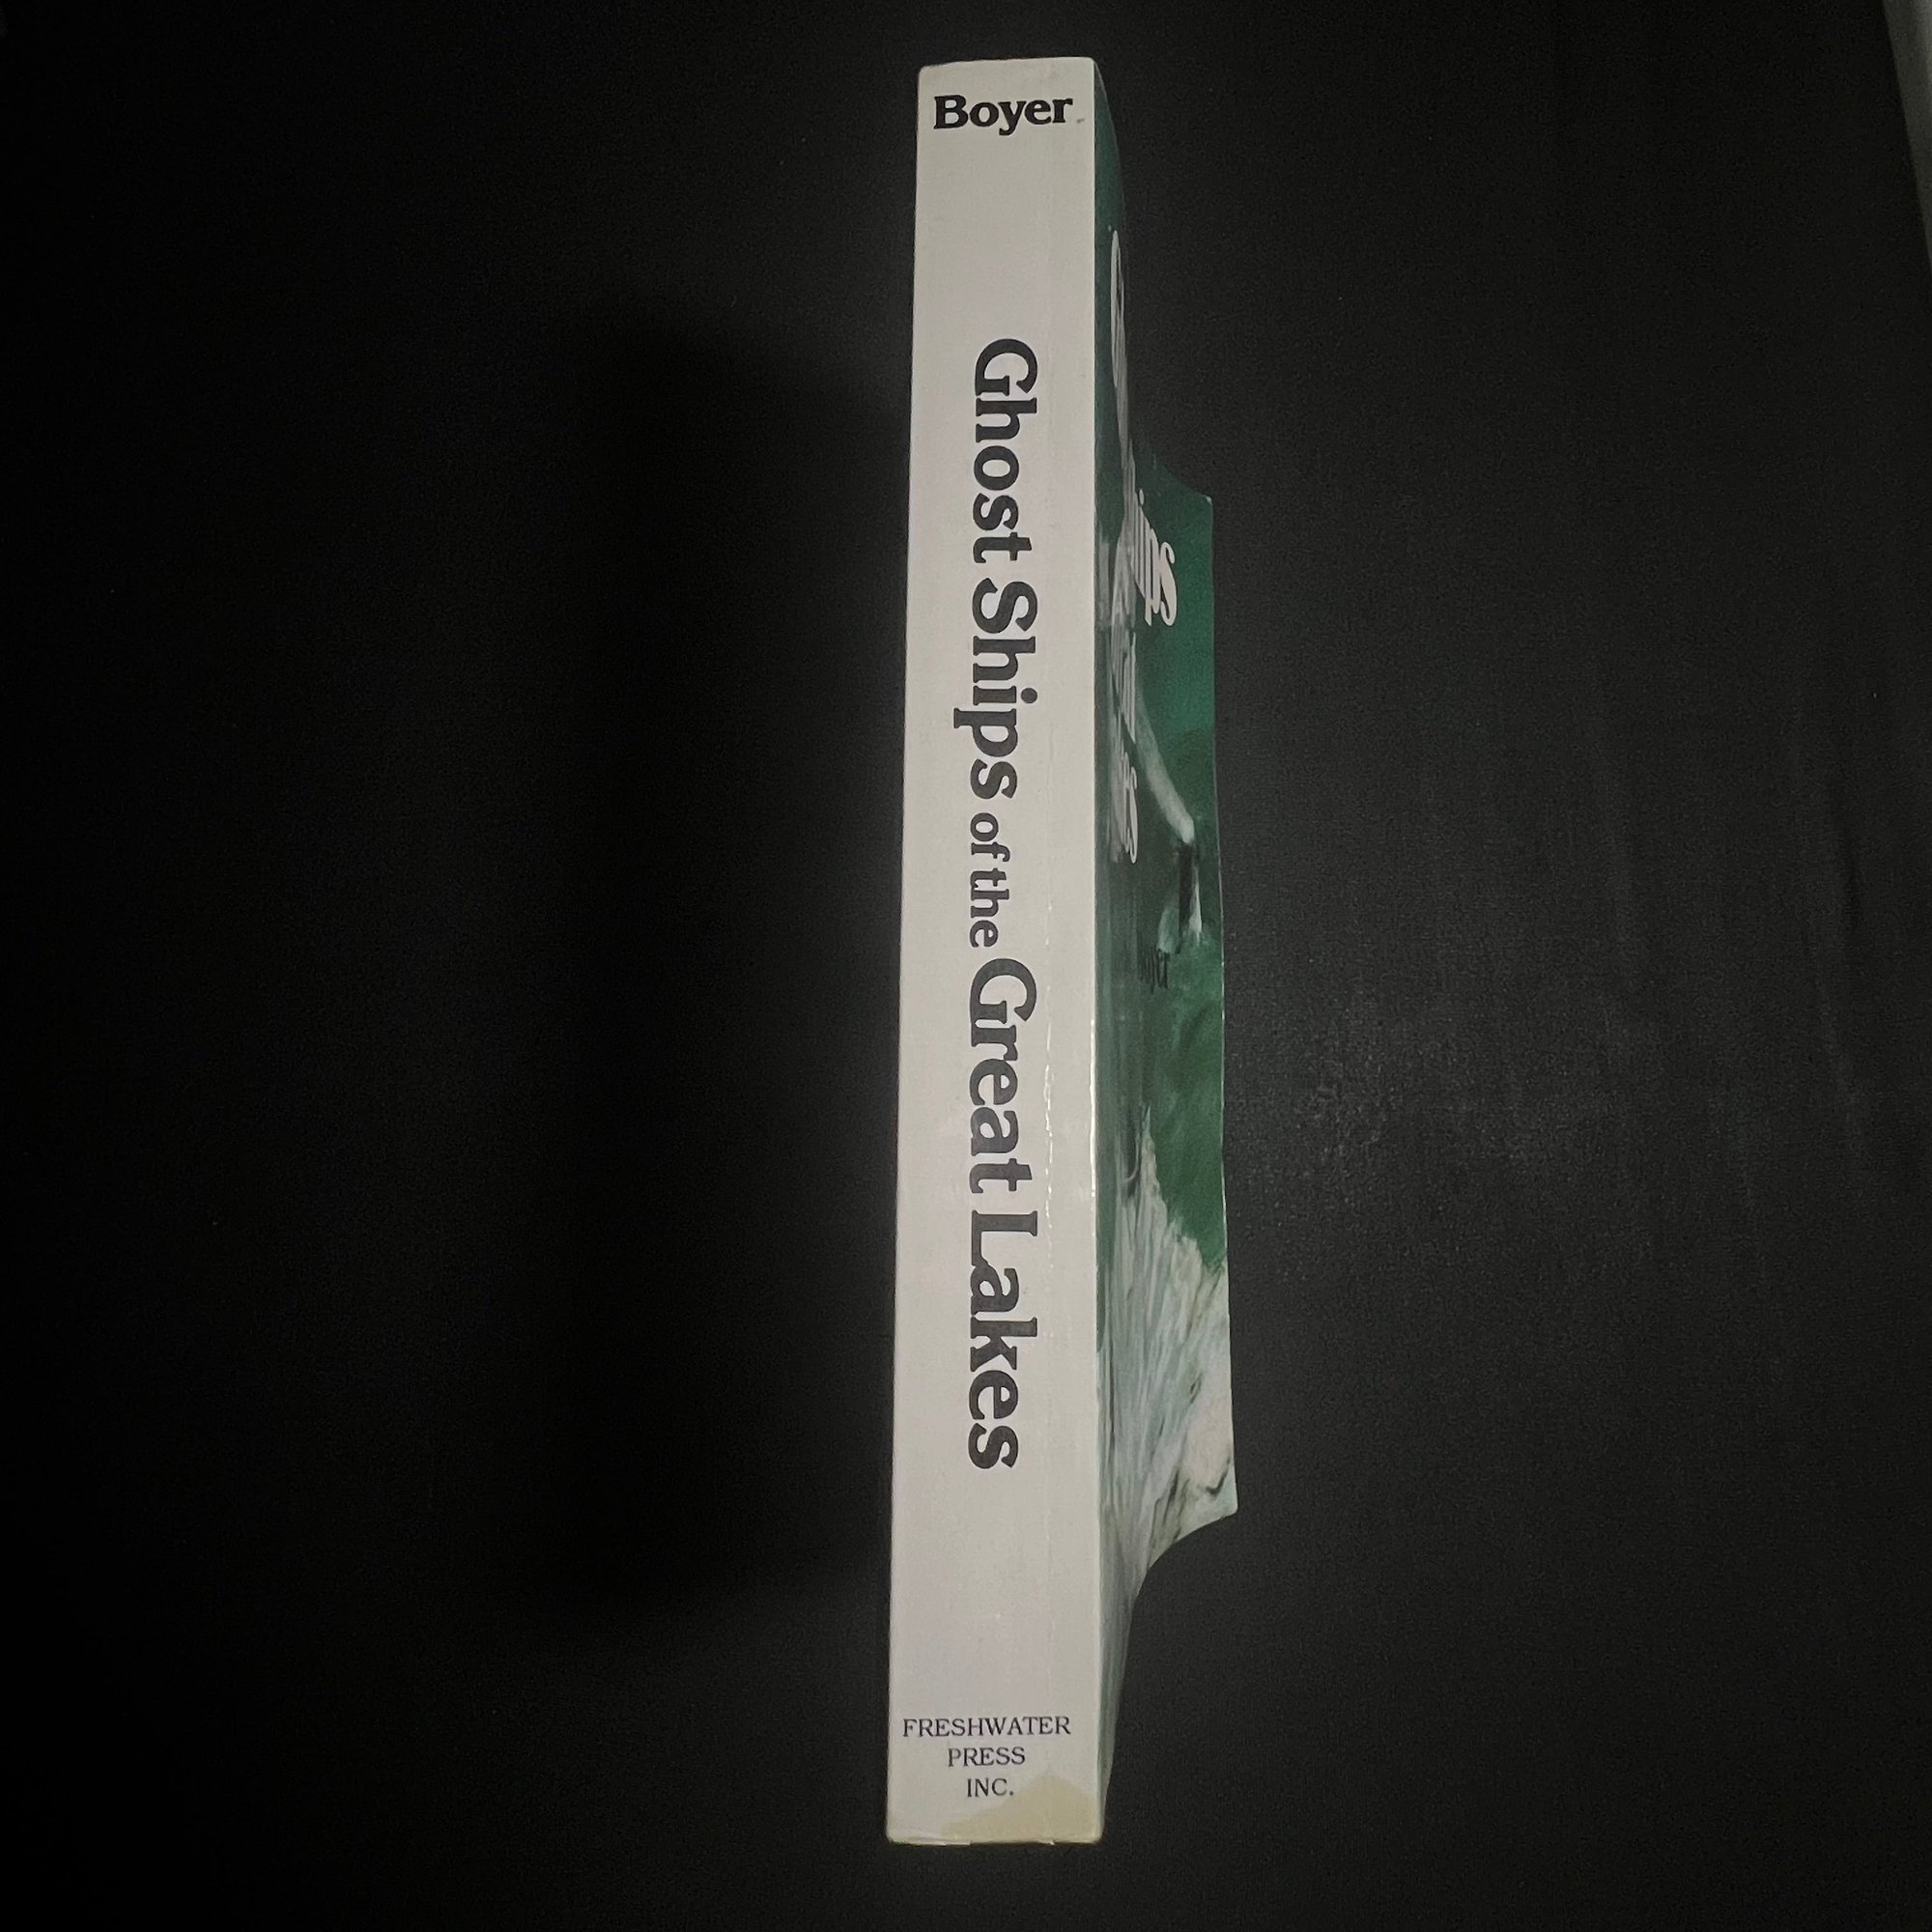 Boyer
Ghost Ships of the Great Lakes
FRESHWATER
PRESS
INC.